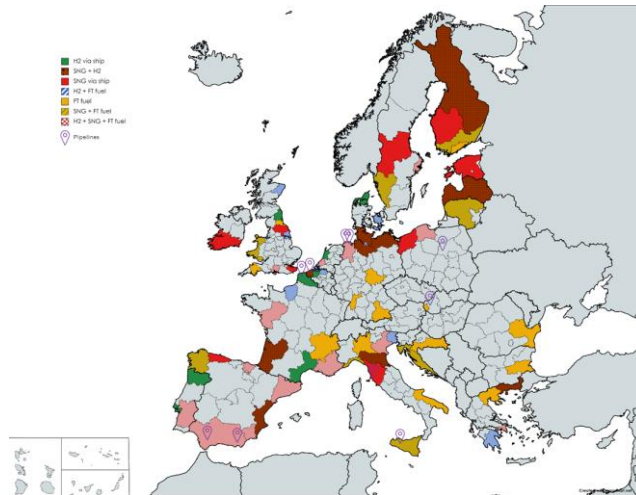 H2 via ship
SNG + H2
SNG via ship
H2 + FT fuel
FT fuel
SNG + FT fuel
H2 + SNG + FT fuel
Pipelines